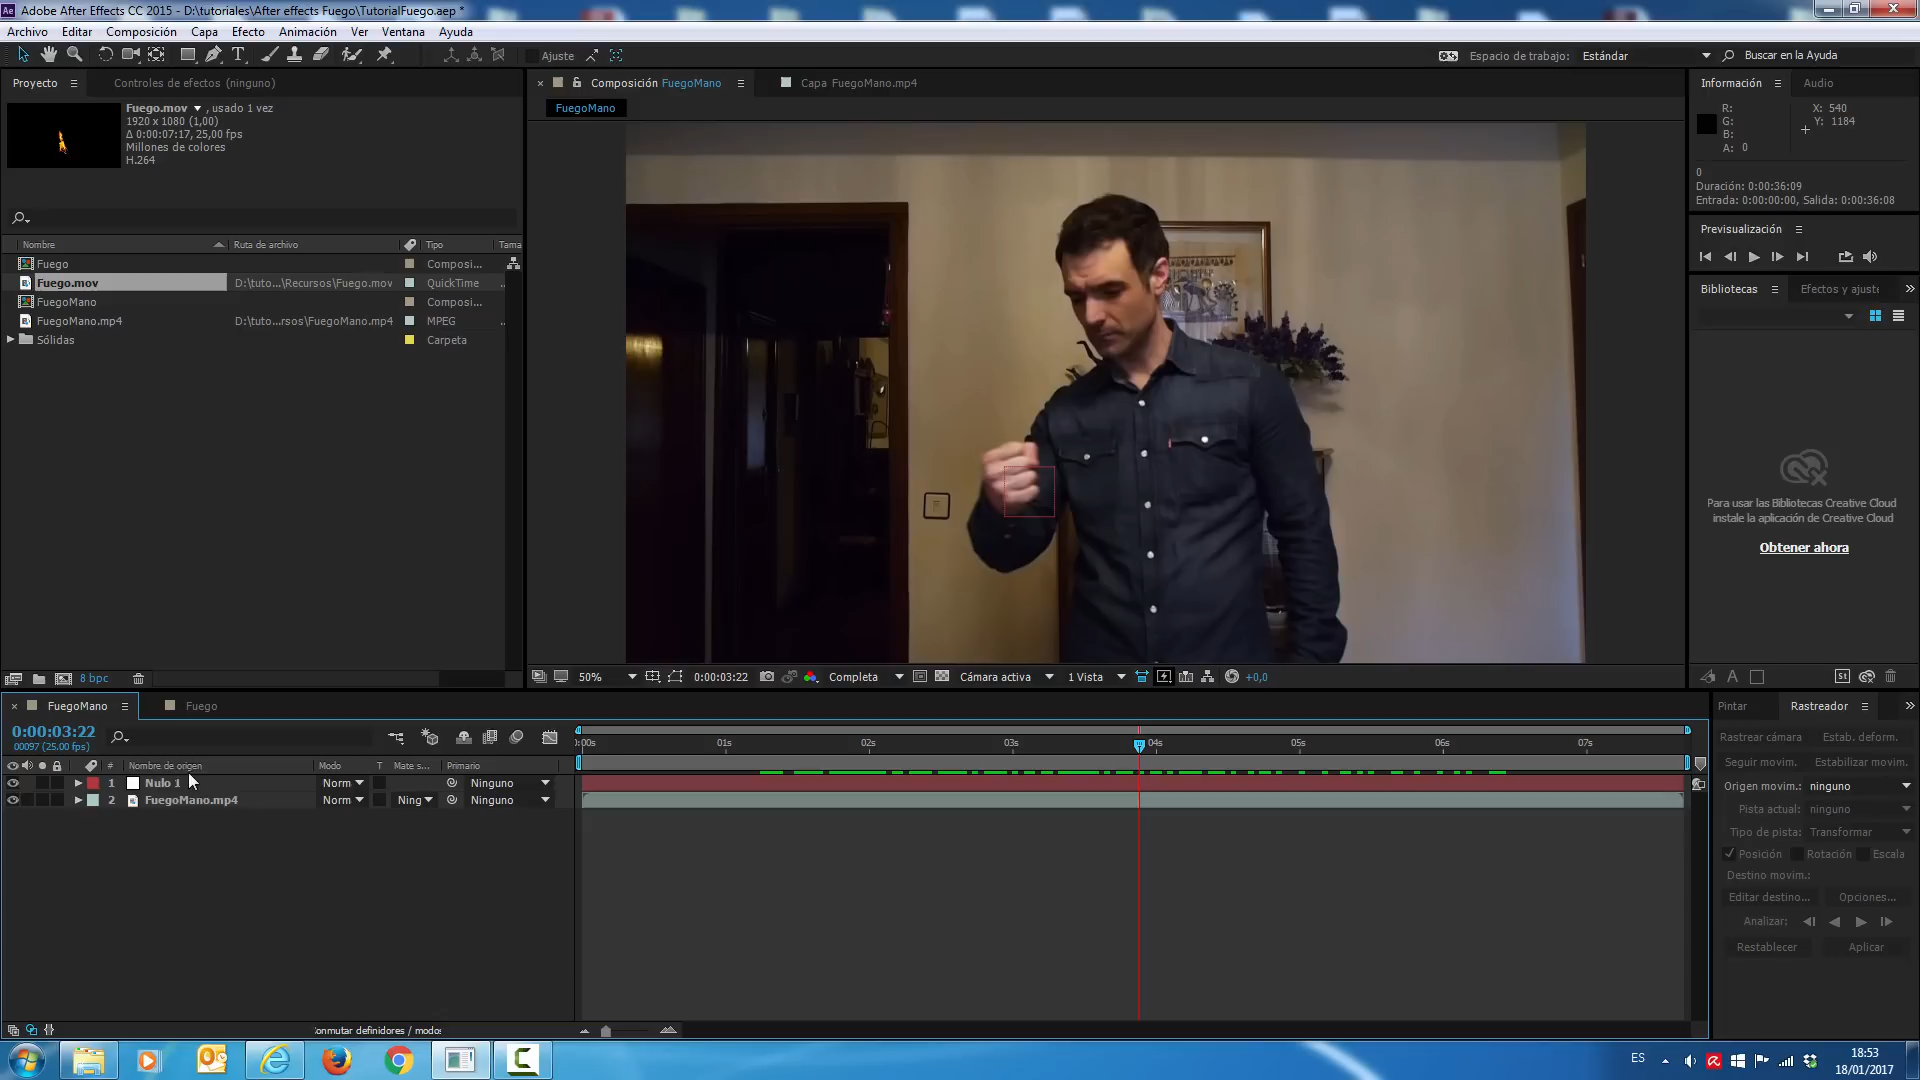 Adobe After Effects CC 2015 - D:\tutoriales\After effects Fuego\TutorialFuego.aep *
Archivo Editar Composición Capa Efecto Animación Ver Ventana Ayuda
Ajuste
Espacio de trabajo: Estándar
Buscar en la Ayuda
Proyecto
Controles de efectos (ninguno)
Fuego.mov , usado 1 vez
1920 x 1080 (1,00)
Δ 0:00:07:17, 25,00 fps
Millones de colores
H.264
Nombre Ruta de archivo Tipo Tama
Fuego Composi...
Fuego.mov D:\tuto...\Recursos\Fuego.mov QuickTime
FuegoMano Composi...
FuegoMano.mp4 D:\tuto...rsos\FuegoMano.mp4 MPEG
Sólidas Carpeta
8 bpc
Composición FuegoMano
Capa FuegoMano.mp4
FuegoMano
50% 0:00:03:22 Completa Cámara activa 1 Vista +0,0
Información Audio
R: X: 540
G: Y: 1184
B:
A: 0
0
Duración: 0:00:36:09
Entrada: 0:00:00:00, Salida: 0:00:36:08
Previsualización
Bibliotecas Efectos y ajuste
Para usar las Bibliotecas Creative Cloud
instale la aplicación de Creative Cloud
Obtener ahora
St
FuegoMano Fuego
0:00:03:22
00097 (25.00 fps)
# Nombre de origen Modo T Mate s... Primario
1 Nulo 1 Norm Ninguno
2 FuegoMano.mp4 Norm Ning Ninguno
0:00s 01s 02s 03s 04s 05s 06s 07s
Conmutar definidores / modos
Pintar Rastreador
Rastrear cámara Estab. deform.
Seguir movim. Estabilizar movim.
Origen movim.: ninguno
Pista actual: ninguno
Tipo de pista: Transformar
Posición Rotación Escala
Destino movim.:
Editar destino... Opciones...
Analizar:
Restablecer Aplicar
ES
18:53
18/01/2017